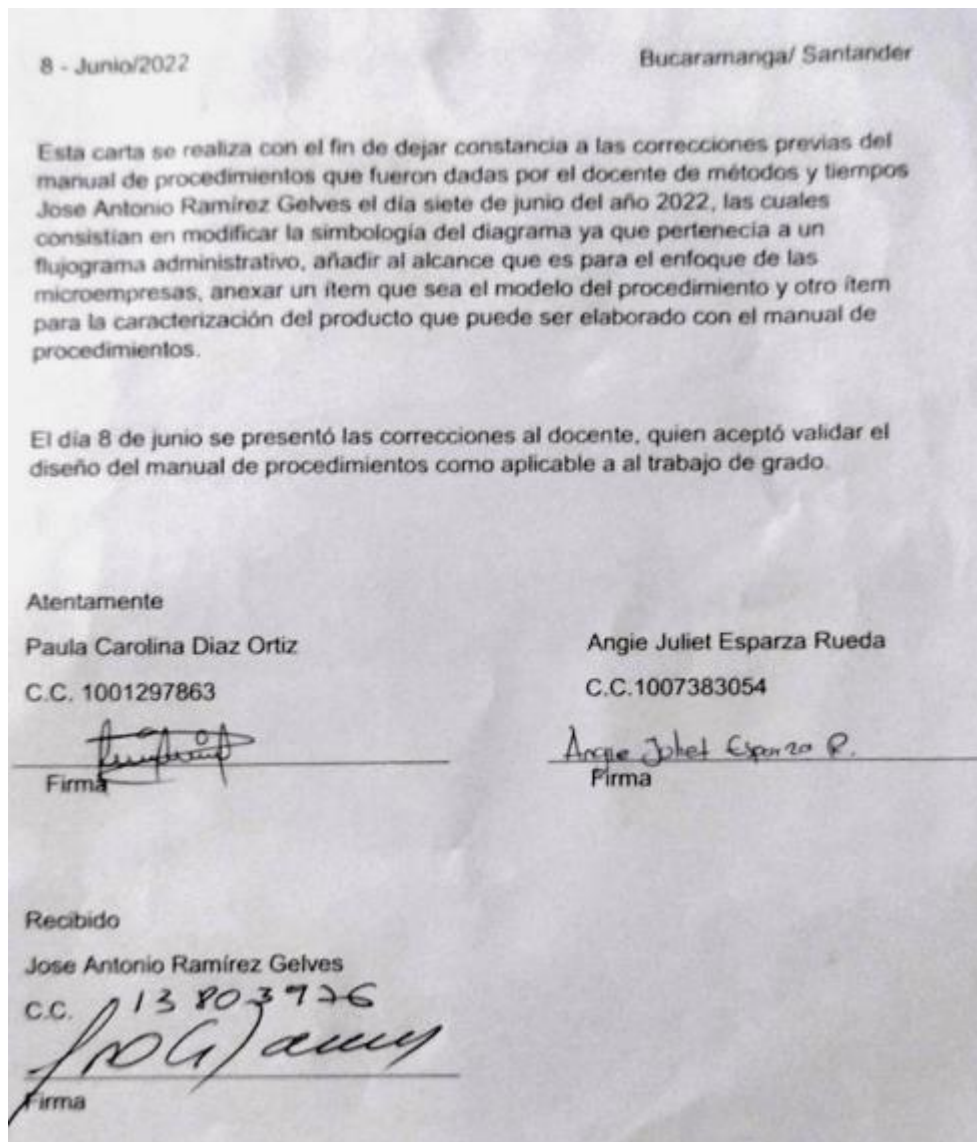 8 - Junio/2022 Bucaramanga/ Santander
Esta carta se realiza con el fin de dejar constancia a las correcciones previas del
manual de procedimientos que fueron dadas por el docente de métodos y tiempos
Jose Antonio Ramírez Gelves el día siete de junio del año 2022, las cuales
consistían en modificar la simbología del diagrama ya que pertenecía a un
flujograma administrativo, añadir al alcance que es para el enfoque de las
microempresas, anexar un ítem que sea el modelo del procedimiento y otro ítem
para la caracterización del producto que puede ser elaborado con el manual de
procedimientos.
El día 8 de junio se presentó las correcciones al docente, quien aceptó validar el
diseño del manual de procedimientos como aplicable a al trabajo de grado.
Atentamente
Paula Carolina Diaz Ortiz Angie Juliet Esparza Rueda
C.C. 1001297863 C.C.1007383054
Angie Juliet Esparza R.
Firma Firma
Recibido
Jose Antonio Ramírez Gelves
C.C. 13803976
Firma